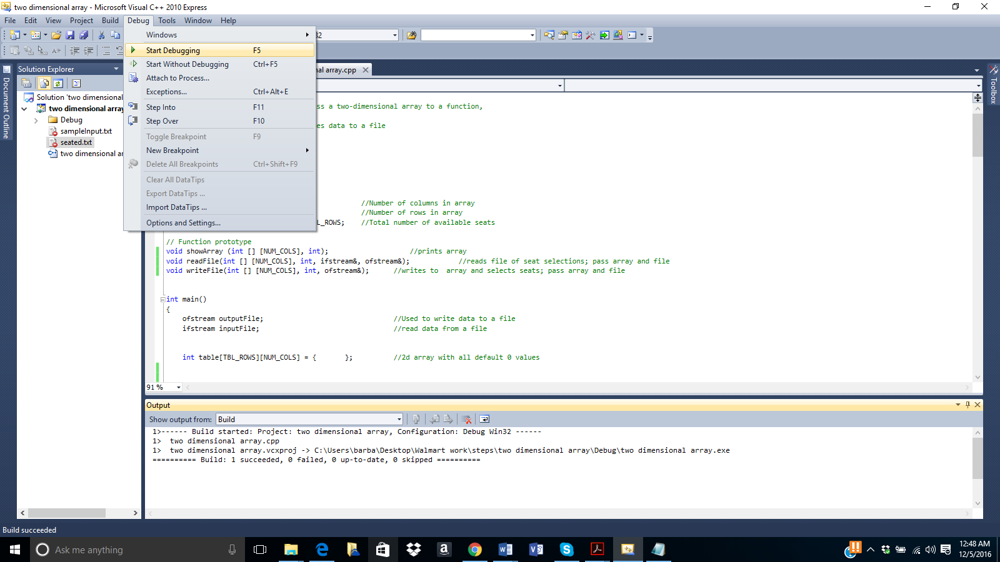 two dimensional array - Microsoft Visual C++ 2010 Express
File Edit View Project Build Debug Tools Window Help
Windows
Start Debugging F5
Start Without Debugging Ctrl+F5
Attach to Process...
Exceptions... Ctrl+Alt+E
Step Into F11
Step Over F10
Toggle Breakpoint F9
New Breakpoint
Delete All Breakpoints Ctrl+Shift+F9
Clear All DataTips
Export DataTips ...
Import DataTips ...
Options and Settings...
32
Document Outline
Solution Explorer
Solution 'two dimensional
two dimensional array
Debug
sampleInput.txt
seated.txt
two dimensional ar
nal array.cpp
Toolbox
ss a two-dimensional array to a function,
es data to a file
//Number of columns in array
//Number of rows in array
L_ROWS; //Total number of available seats
// Function prototype
void showArray (int [] [NUM_COLS], int); //prints array
void readFile(int [] [NUM_COLS], int, ifstream&, ofstream&); //reads file of seat selections; pass array and file
void writeFile(int [] [NUM_COLS], int, ofstream&); //writes to  array and selects seats; pass array and file
int main()
{
ofstream outputFile; //Used to write data to a file
ifstream inputFile; //read data from a file
int table[TBL_ROWS][NUM_COLS] = { }; //2d array with all default 0 values
91 %
Output
Show output from: Build
1>------ Build started: Project: two dimensional array, Configuration: Debug Win32 ------
1>  two dimensional array.cpp
1>  two dimensional array.vcxproj -> C:\Users\barba\Desktop\Walmart work\steps\two dimensional array\Debug\two dimensional array.exe
========== Build: 1 succeeded, 0 failed, 0 up-to-date, 0 skipped ==========
Build succeeded
Ask me anything
12:48 AM
12/5/2016